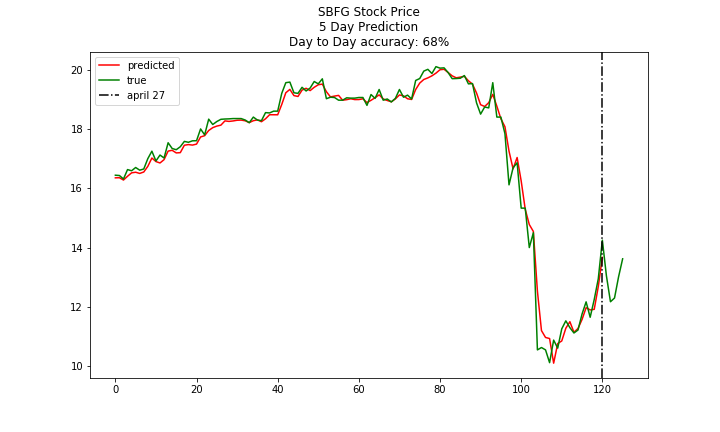 SBFG Stock Price
5 Day Prediction
Day to Day accuracy: 68%
predicted
true
april 27
20
18
16
14
12
10
0 20 40 60 80 100 120